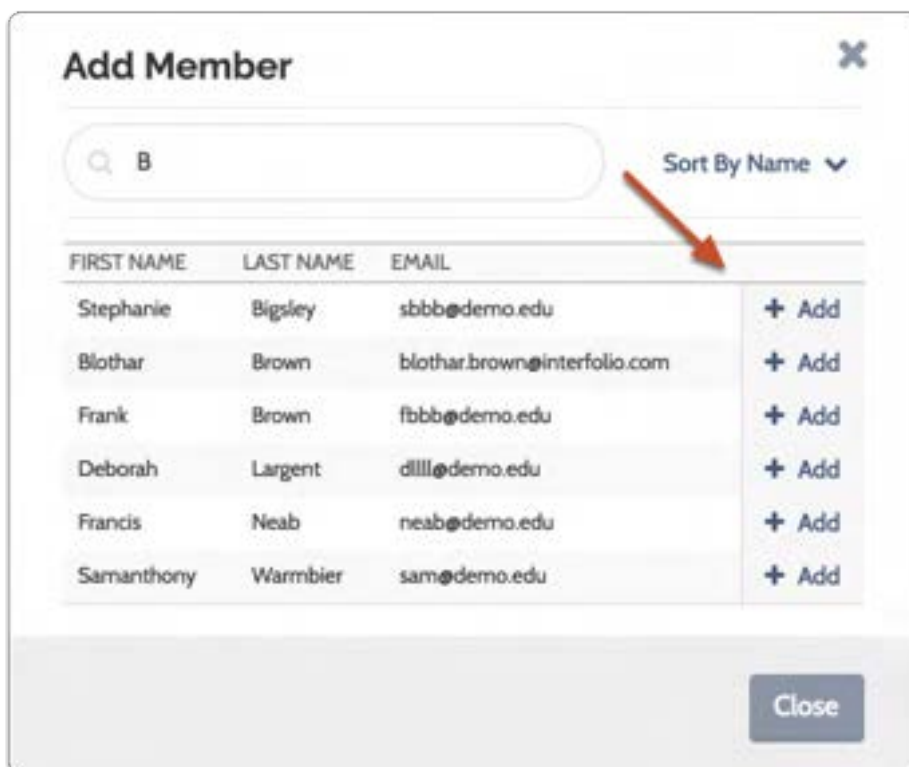 Add Member
B
Sort By Name
FIRST NAME LAST NAME EMAIL
Stephanie Bigsley sbbb@demo.edu + Add
Blothar Brown blothar.brown@interfolio.com + Add
Frank Brown fbbb@demo.edu + Add
Deborah Largent dllll@demo.edu + Add
Francis Neab neab@demo.edu + Add
Samanthony Warmbier sam@demo.edu + Add
Close